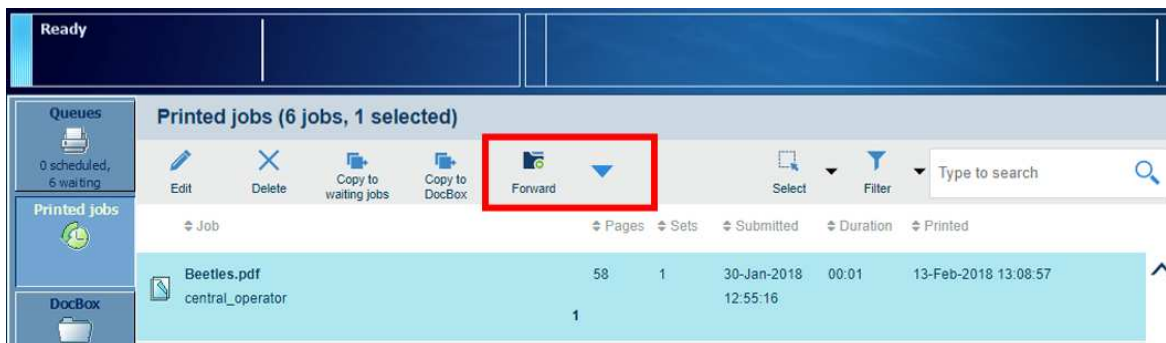 Ready
Queues
0 scheduled,
6 waiting
Printed jobs
DocBox
Printed jobs (6 jobs, 1 selected)
Edit
Delete
Copy to
waiting jobs
Copy to
DocBox
Forward
Select
Filter
Type to search
Job Pages Sets Submitted Duration Printed
Beetles.pdf 58 1 30-Jan-2018 00:01 13-Feb-2018 13:08:57
central_operator 12:55:16
1